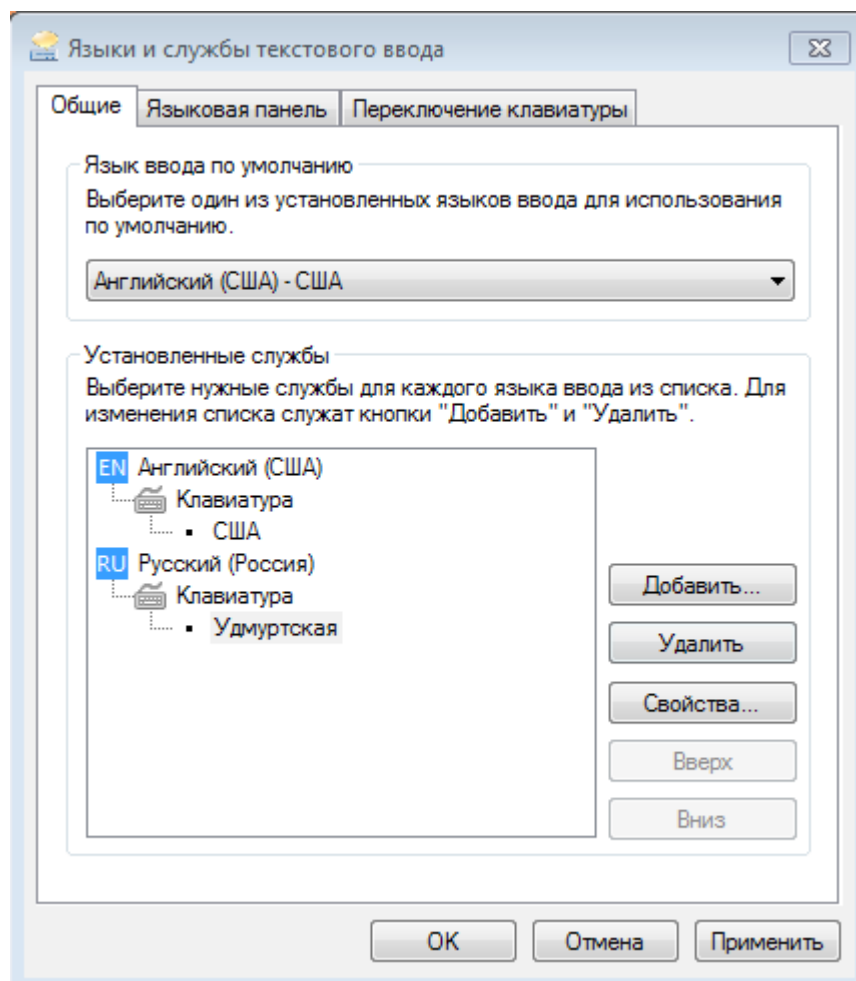 Языки и службы текстового ввода
Общие
Языковая панель
Переключение клавиатуры
Язык ввода по умолчанию
Выберите один из установленных языков ввода для использования
по умолчанию.
Английский (США) - США
Установленные службы
Выберите нужные службы для каждого языка ввода из списка. Для
изменения списка служат кнопки "Добавить" и "Удалить".
EN Английский (США)
Клавиатура
США
RU Русский (Россия)
Клавиатура
Удмуртская
Добавить...
Удалить
Свойства...
Вверх
Вниз
ОК
Отмена
Применить